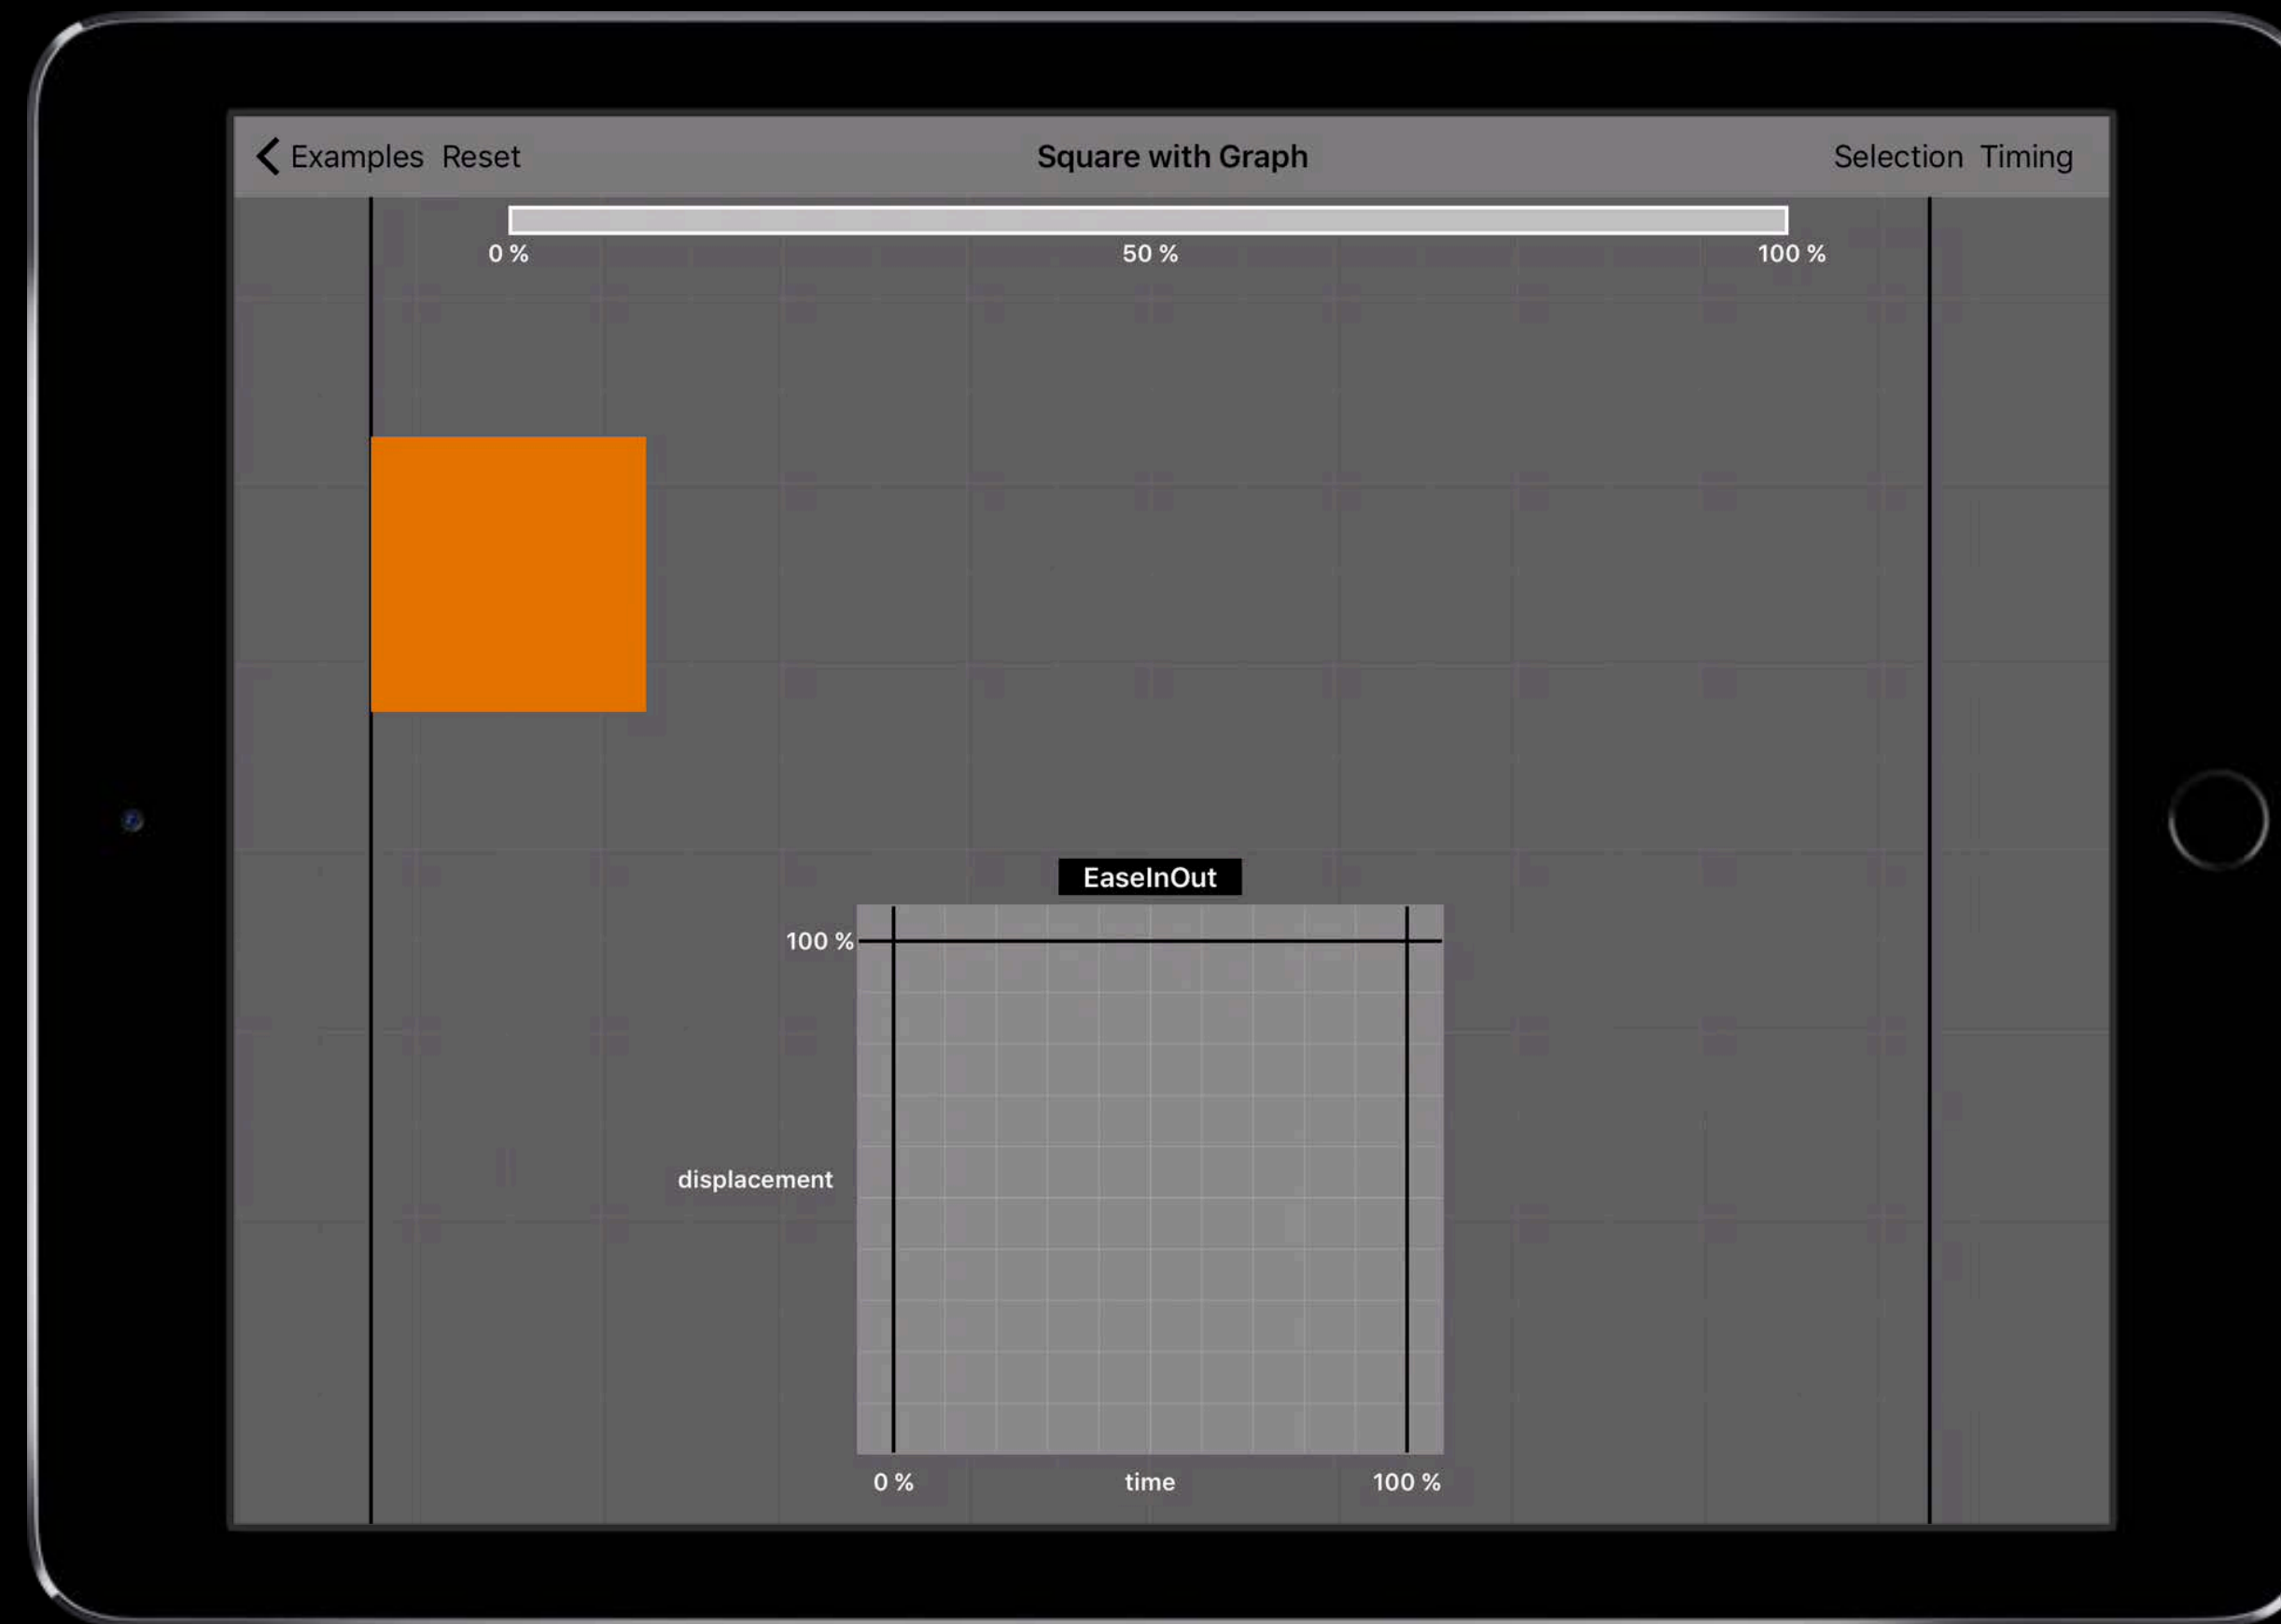 Examples Reset Square with Graph Selection Timing
0 % 50 % 100 %
EaseInOut
100 %
displacement
0 % time 100 %